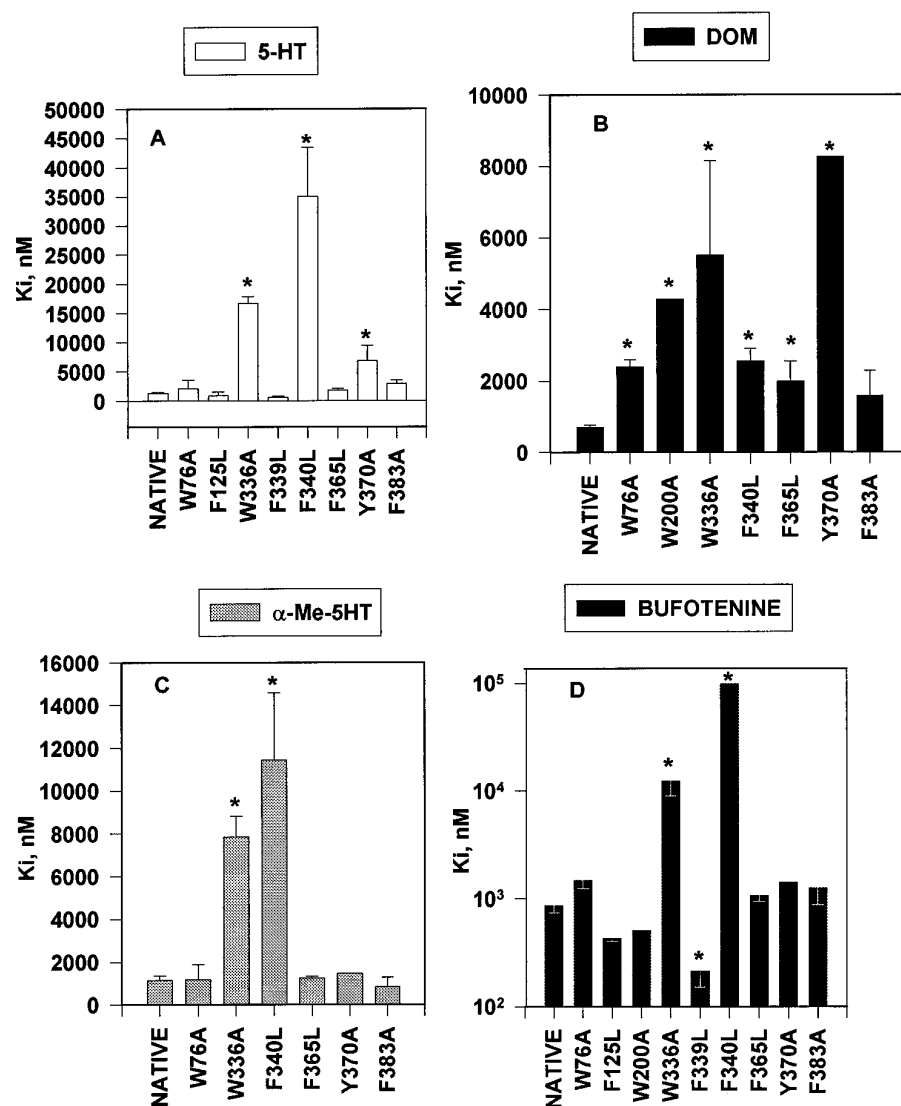 5-HT
A
Ki, nM
50000
45000
40000
35000
30000
25000
20000
15000
10000
5000
0
*
*
*
NATIVE
W76A
F125L
W336A
F339L
F340L
F365L
Y370A
F383A
DOM
B
Ki, nM
10000
8000
6000
4000
2000
0
*
*
*
*
*
*
NATIVE
W76A
W200A
W336A
F340L
F365L
Y370A
F383A
α-Me-5HT
C
Ki, nM
16000
14000
12000
10000
8000
6000
4000
2000
0
*
*
NATIVE
W76A
W336A
F340L
F365L
Y370A
F383A
BUFOTENINE
D
Ki, nM
10⁵
10⁴
10³
10²
*
*
*
NATIVE
W76A
F125L
W200A
W336A
F339L
F340L
F365L
Y370A
F383A